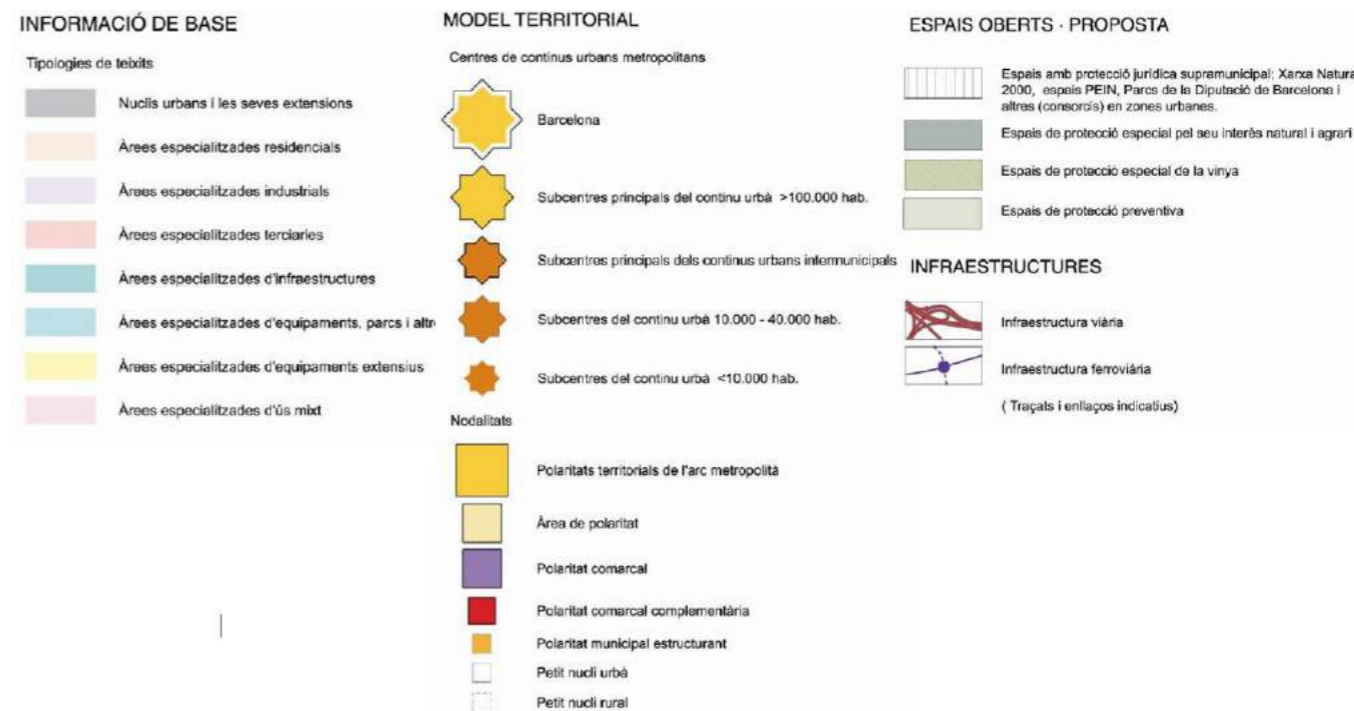 INFORMACIÓ DE BASE
Tipologies de teixits
Nuclis urbans i les seves extensions
Àrees especialitzades residencials
Àrees especialitzades industrials
Àrees especialitzades terciaries
Àrees especialitzades d'infraestructures
Àrees especialitzades d'equipaments, parcs i altre
Àrees especialitzades d'equipaments extensius
Àrees especialitzades d'ús mixt
MODEL TERRITORIAL
Centres de continus urbans metropolitans
Barcelona
Subcentres principals del continu urbà >100.000 hab.
Subcentres principals dels continus urbans intermunicipals
Subcentres del continu urbà 10.000 - 40.000 hab.
Subcentres del continu urbà <10.000 hab.
Nodalitats
Polaritats territorials de l'arc metropolità
Àrea de polaritat
Polaritat comarcal
Polaritat comarcal complementària
Polaritat municipal estructurant
Petit nucli urbà
Petit nucli rural
ESPAIS OBERTS · PROPOSTA
Espais amb protecció jurídica supramunicipal: Xarxa Natura
2000, espais PEIN, Parcs de la Diputació de Barcelona i
altres (consorcis) en zones urbanes.
Espais de protecció especial pel seu interès natural i agrari
Espais de protecció especial de la vinya
Espais de protecció preventiva
INFRAESTRUCTURES
Infraestructura viària
Infraestructura ferroviària
( Traçats i enllaços indicatius)